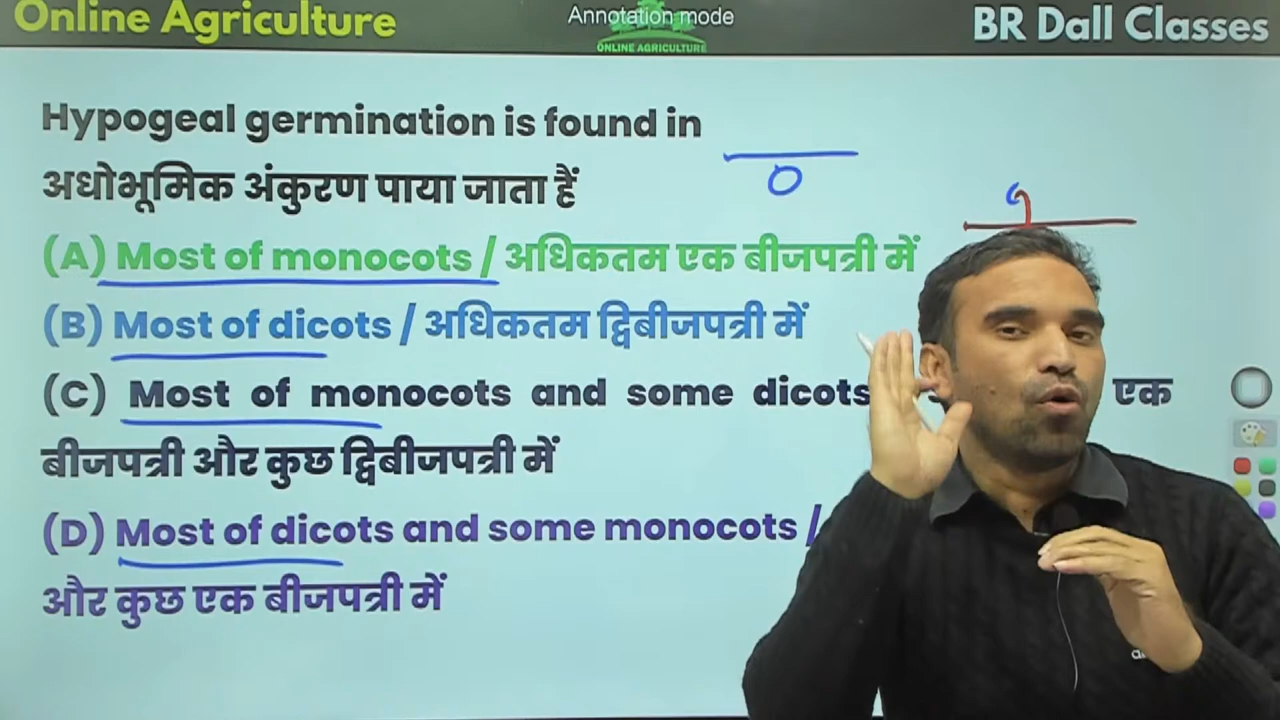 Online Agriculture
Annotation mode
ONLINE AGRICULTURE
BR Dall Classes
Hypogeal germination is found in
अधोभूमिक अंकुरण पाया जाता हैं
(A) Most of monocots / अधिकतम एक बीजपत्री में
(B) Most of dicots / अधिकतम द्विबीजपत्री में
(C) Most of monocots and some dicots एक
बीजपत्री और कुछ द्विबीजपत्री में
(D) Most of dicots and some monocots /
और कुछ एक बीजपत्री में